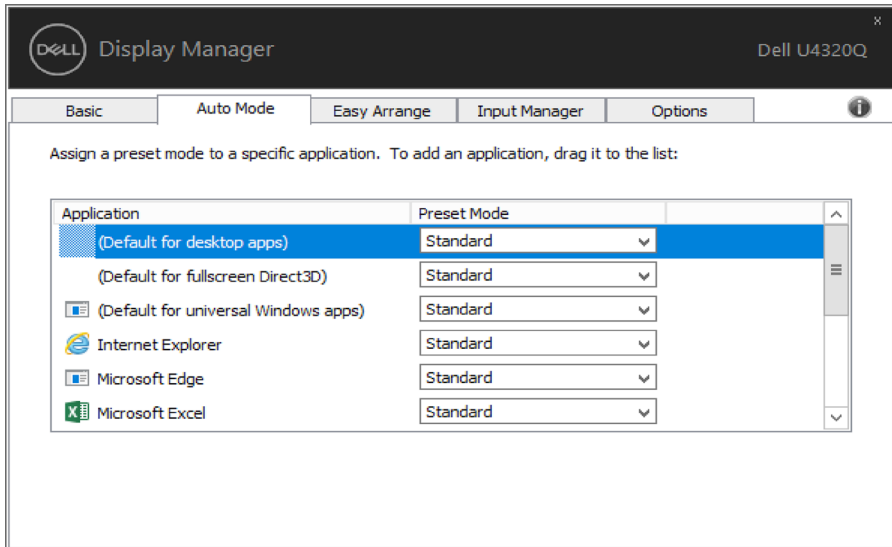 x
DELL Display Manager Dell U4320Q
Basic Auto Mode Easy Arrange Input Manager Options i
Assign a preset mode to a specific application. To add an application, drag it to the list:
Application Preset Mode
(Default for desktop apps) Standard
(Default for fullscreen Direct3D) Standard
(Default for universal Windows apps) Standard
Internet Explorer Standard
Microsoft Edge Standard
Microsoft Excel Standard